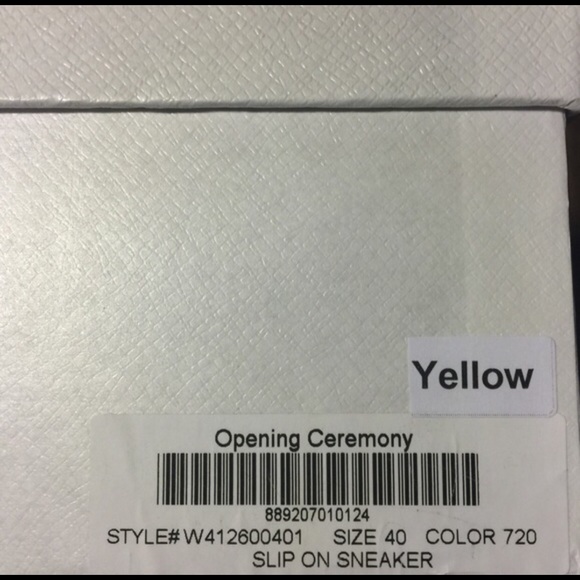 Yellow
Opening Ceremony
889207010124
STYLE# W412600401 SIZE 40 COLOR 720
SLIP ON SNEAKER